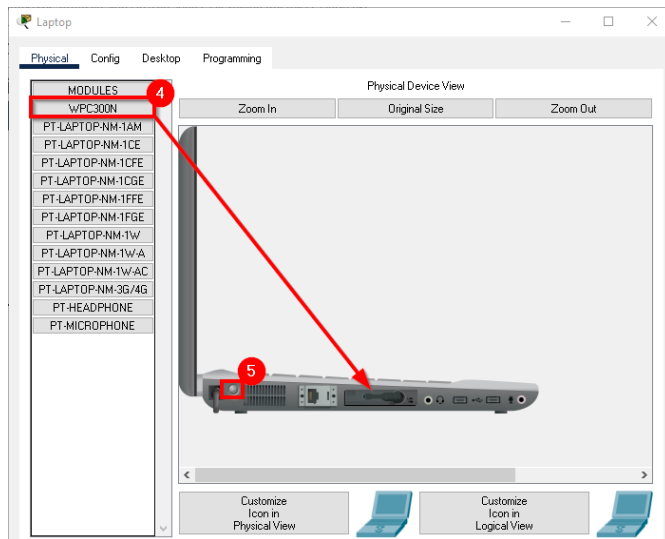 Laptop
Physical Config Desktop Programming
MODULES
4
WPC300N
PT-LAPTOP-NM-1AM
PT-LAPTOP-NM-1CE
PT-LAPTOP-NM-1CFE
PT-LAPTOP-NM-1CGE
PT-LAPTOP-NM-1FFE
PT-LAPTOP-NM-1FGE
PT-LAPTOP-NM-1W
PT-LAPTOP-NM-1W-A
PT-LAPTOP-NM-1W-AC
PT-LAPTOP-NM-3G/4G
PT-HEADPHONE
PT-MICROPHONE
Physical Device View
Zoom In Original Size Zoom Out
5
Customize
Icon in
Physical View
Customize
Icon in
Logical View